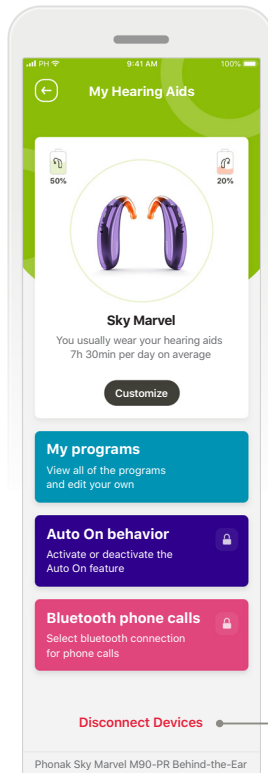 PH 9:41 AM 100%
My Hearing Aids
50% 20%
Sky Marvel
You usually wear your hearing aids
7h 30min per day on average
Customize
My programs
View all of the programs
and edit your own
Auto On behavior
Activate or deactivate the
Auto On feature
Bluetooth phone calls
Select bluetooth connection
for phone calls
Disconnect Devices
Phonak Sky Marvel M90-PR Behind-the-Ear